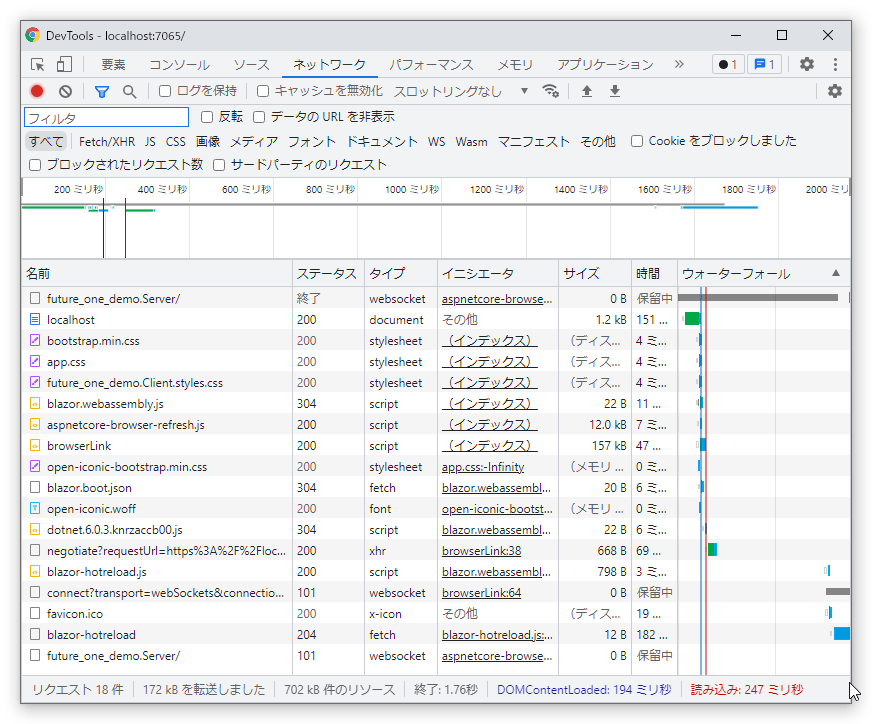 DevTools - localhost:7065/
要素 コンソール ソース ネットワーク パフォーマンス メモリ アプリケーション » 1 1
ログを保持 キャッシュを無効化 スロットリングなし
フィルタ 反転 データの URL を非表示
すべて Fetch/XHR JS CSS 画像 メディア フォント ドキュメント WS Wasm マニフェスト その他 Cookie をブロックしました
ブロックされたリクエスト数 サードパーティのリクエスト
200 ミリ秒 400 ミリ秒 600 ミリ秒 800 ミリ秒 1000 ミリ秒 1200 ミリ秒 1400 ミリ秒 1600 ミリ秒 1800 ミリ秒 2000 ミリ
名前 ステータス タイプ イニシエータ サイズ 時間 ウォーターフォール
future_one_demo.Server/ 終了 websocket aspnetcore-browse... 0 B 保留中
localhost 200 document その他 1.2 kB 151 ...
bootstrap.min.css 200 stylesheet （インデックス） （ディス... 4 ミ...
app.css 200 stylesheet （インデックス） （ディス... 4 ミ...
future_one_demo.Client.styles.css 200 stylesheet （インデックス） （ディス... 4 ミ...
blazor.webassembly.js 304 script （インデックス） 22 B 11 ...
aspnetcore-browser-refresh.js 200 script （インデックス） 12.0 kB 7 ミ...
browserLink 200 script （インデックス） 157 kB 47 ...
open-iconic-bootstrap.min.css 200 stylesheet app.css:-Infinity （メモリ ... 0 ミ...
blazor.boot.json 304 fetch blazor.webassembl... 20 B 6 ミ...
open-iconic.woff 200 font open-iconic-bootst... （メモリ ... 0 ミ...
dotnet.6.0.3.knrzaccb00.js 304 script blazor.webassembl... 22 B 6 ミ...
negotiate?requestUrl=https%3A%2F%2Floc... 200 xhr browserLink:38 668 B 69 ...
blazor-hotreload.js 200 script blazor.webassembl... 798 B 3 ミ...
connect?transport=webSockets&connectio... 101 websocket browserLink:64 0 B 保留中
favicon.ico 200 x-icon その他 （ディス... 19 ...
blazor-hotreload 204 fetch blazor-hotreload.js:... 12 B 182 ...
future_one_demo.Server/ 101 websocket aspnetcore-browse... 0 B 保留中
リクエスト 18 件 172 kB を転送しました 702 kB 件のリソース 終了: 1.76秒 DOMContentLoaded: 194 ミリ秒 読み込み: 247 ミリ秒